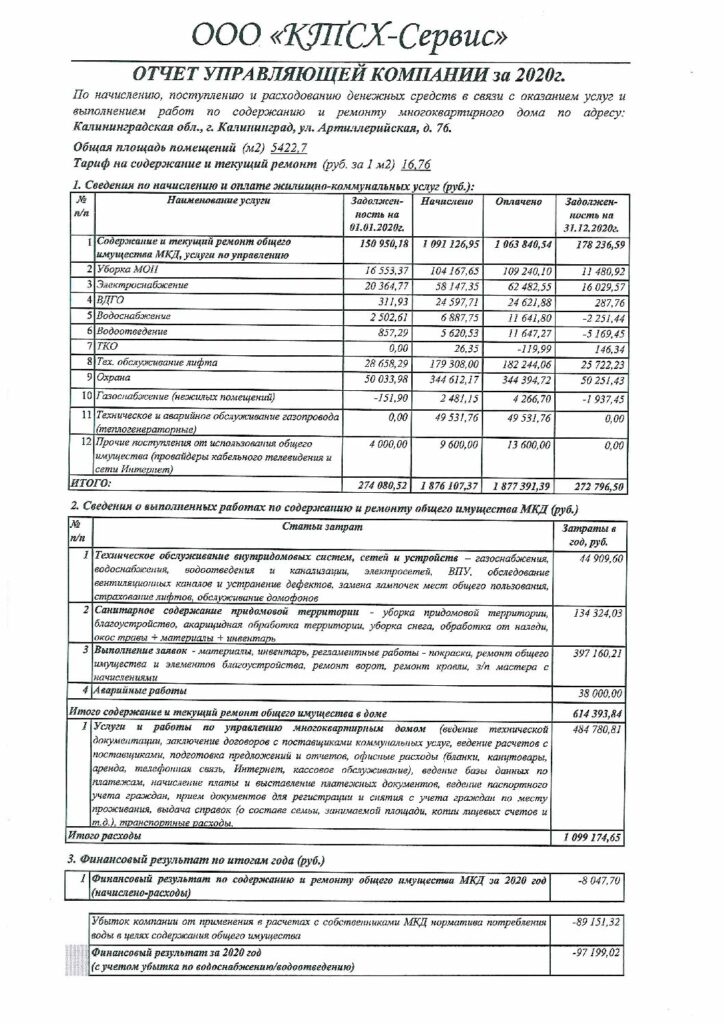 ООО «КТСХ-Сервис»
ОТЧЕТ УПРАВЛЯЮЩЕЙ КОМПАНИИ за 2020г.
По начислению, поступлению и расходованию денежных средств в связи с оказанием услуг и
выполнением работ по содержанию и ремонту многоквартирного дома по адресу:
Калининградская обл., г. Калининград, ул. Артиллерийская, д. 76.
Общая площадь помещений (м2) 5422,7
Тариф на содержание и текущий ремонт (руб. за 1 м2) 16,76
1. Сведения по начислению и оплате жилищно-коммунальных услуг (руб.):
№ п/п Наименование услуги Задолжен-ность на 01.01.2020г. Начислено Оплачено Задолжен-ность на 31.12.2020г.
1 Содержание и текущий ремонт общего 150 950,18 1 091 126,95 1 063 840,54 178 236,59
имущества МКД, услуги по управлению
2 Уборка МОП 16 553,37 104 167,65 109 240,10 11 480,92
3 Электроснабжение 20 364,77 58 147,35 62 482,55 16 029,57
4 ВДГО 311,93 24 597,71 24 621,88 287,76
5 Водоснабжение 2 502,61 6 887,75 11 641,80 -2 251,44
6 Водоотведение 857,29 5 620,53 11 647,27 -5 169,45
7 ТКО 0,00 26,35 -119,99 146,34
8 Тех. обслуживание лифта 28 658,29 179 308,00 182 244,06 25 722,23
9 Охрана 50 033,98 344 612,17 344 394,72 50 251,43
10 Газоснабжение (нежилых помещений) -151,90 2 481,15 4 266,70 -1 937,45
11 Техническое и аварийное обслуживание газопровода 0,00 49 531,76 49 531,76 0,00
(теплогенераторные)
12 Прочие поступления от использования общего 4 000,00 9 600,00 13 600,00 0,00
имущества (провайдеры кабельного телевидения и
сети Интернет)
ИТОГО: 274 080,52 1 876 107,37 1 877 391,39 272 796,50
2. Сведения о выполненных работах по содержанию и ремонту общего имущества МКД (руб.)
№ п/п Статьи затрат Затраты в год, руб.
1 Техническое обслуживание внутридомовых систем, сетей и устройств – газоснабжения, 44 909,60
водоснабжения, водоотведения и канализации, электросетей, ВПУ, обследование
вентиляционных каналов и устранение дефектов, замена лампочек мест общего пользования,
страхование лифтов, обслуживание домофонов
2 Санитарное содержание придомовой территории - уборка придомовой территории, 134 324,03
благоустройство, акарицидная обработка территории, уборка снега, обработка от наледи,
окос травы + материалы + инвентарь
3 Выполнение заявок - материалы, инвентарь, регламентные работы - покраска, ремонт общего 397 160,21
имущества и элементов благоустройства, ремонт ворот, ремонт кровли, з/п мастера с
начислениями
4 Аварийные работы 38 000,00
Итого содержание и текущий ремонт общего имущества в доме 614 393,84
1 Услуги и работы по управлению многоквартирным домом (ведение технической 484 780,81
документации, заключение договоров с поставщиками коммунальных услуг, ведение расчетов с
поставщиками, подготовка предложений и отчетов, офисные расходы (бланки, канцтовары,
аренда, телефонная связь, Интернет, кассовое обслуживание), ведение базы данных по
платежам, начисление платы и выставление платежных документов, ведение паспортного
учета граждан, прием документов для регистрации и снятия с учета граждан по месту
проживания, выдача справок (о составе семьи, занимаемой площади, копии лицевых счетов и
т.д.), транспортные расходы.
Итого расходы 1 099 174,65
3. Финансовый результат по итогам года (руб.)
1 Финансовый результат по содержанию и ремонту общего имущества МКД за 2020 год -8 047,70
(начислено-расходы)
Убыток компании от применения в расчетах с собственниками МКД норматива потребления -89 151,32
воды в целях содержания общего имущества
Финансовый результат за 2020 год -97 199,02
(с учетом убытка по водоснабжению/водоотведению)